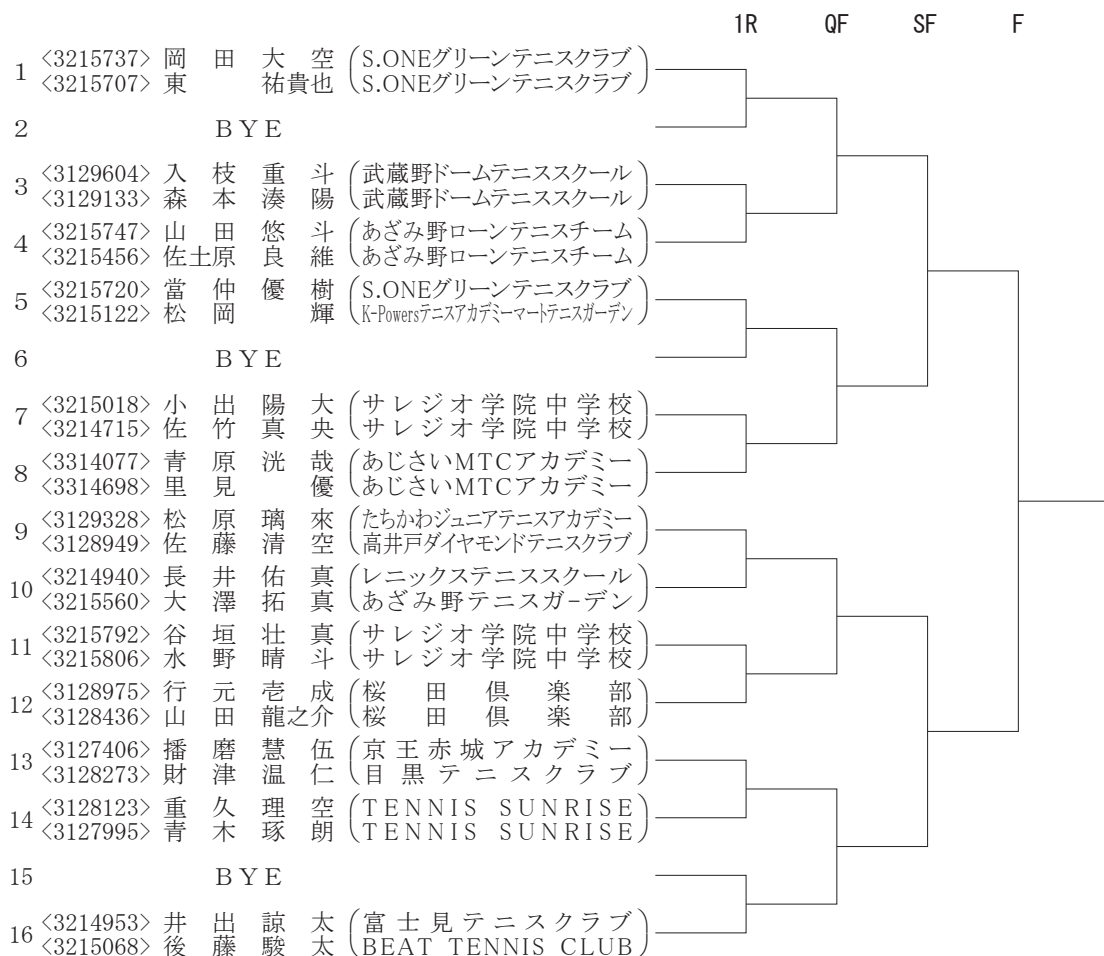 1R QF SF F
1 <3215737> 岡田大空 (S.ONEグリーンテニスクラブ)
<3215707> 東祐貴也 (S.ONEグリーンテニスクラブ)
2 BYE
3 <3129604> 入枝重斗 (武蔵野ドームテニススクール)
<3129133> 森本湊陽 (武蔵野ドームテニススクール)
4 <3215747> 山田悠斗 (あざみ野ローンテニスチーム)
<3215456> 佐土原良維 (あざみ野ローンテニスチーム)
5 <3215720> 當仲優樹 (S.ONEグリーンテニスクラブ)
<3215122> 松岡輝 (K-Powersテニスアカデミーマートテニスガーデン)
6 BYE
7 <3215018> 小出陽大 (サレジオ学院中学校)
<3214715> 佐竹真央 (サレジオ学院中学校)
8 <3314077> 青原洸哉 (あじさいMTCアカデミー)
<3314698> 里見優 (あじさいMTCアカデミー)
9 <3129328> 松原璃來 (たちかわジュニアテニスアカデミー)
<3128949> 佐藤清空 (高井戸ダイヤモンドテニスクラブ)
10 <3214940> 長井佑真 (レニックステニススクール)
<3215560> 大澤拓真 (あざみ野テニスガ-デン)
11 <3215792> 谷垣壮真 (サレジオ学院中学校)
<3215806> 水野晴斗 (サレジオ学院中学校)
12 <3128975> 行元壱成 (桜田倶楽部)
<3128436> 山田龍之介 (桜田倶楽部)
13 <3127406> 播磨慧伍 (京王赤城アカデミー)
<3128273> 財津温仁 (目黒テニスクラブ)
14 <3128123> 重久理空 (TENNIS SUNRISE)
<3127995> 青木琢朗 (TENNIS SUNRISE)
15 BYE
16 <3214953> 井出諒太 (富士見テニスクラブ)
<3215068> 後藤駿太 (BEAT TENNIS CLUB)